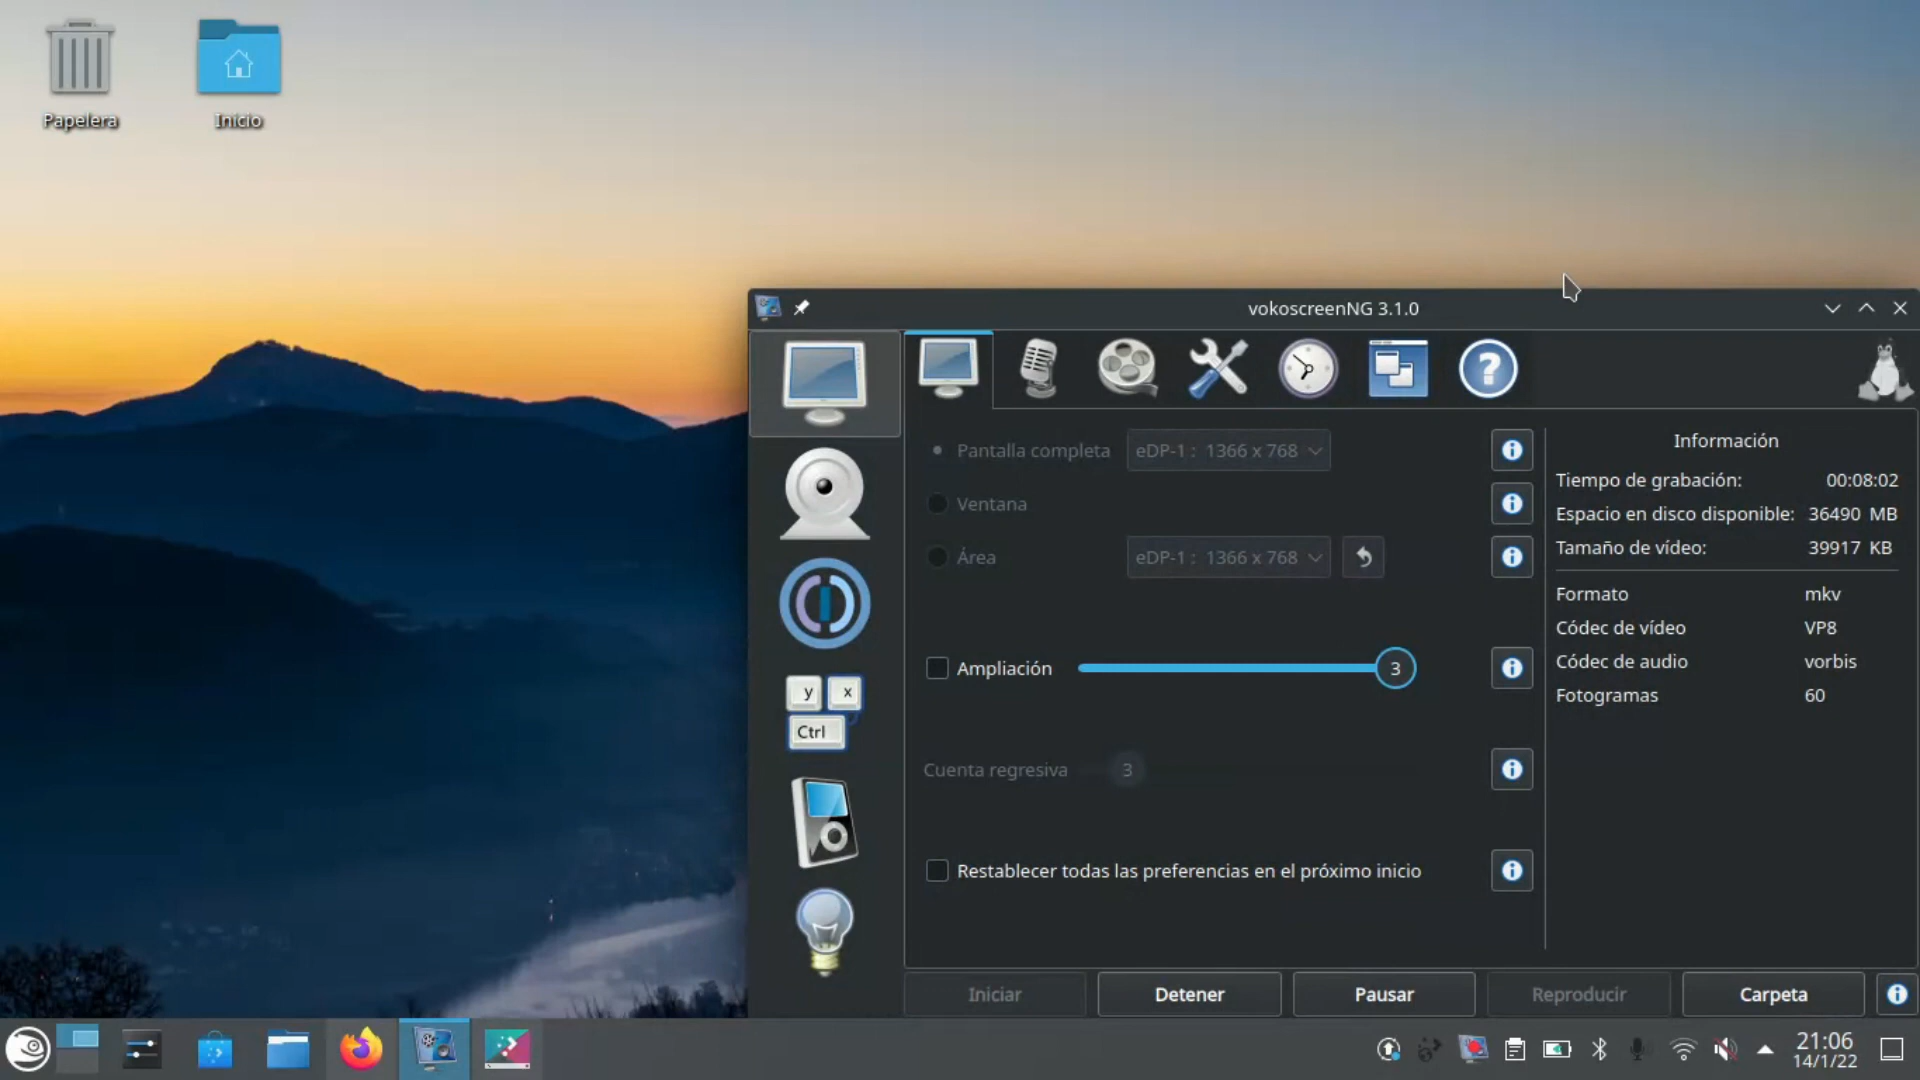 Papelera
Inicio
vokoscreenNG 3.1.0
Pantalla completa
eDP-1 : 1366 x 768
Ventana
Área
eDP-1 : 1366 x 768
Ampliación
3
Cuenta regresiva
3
Restablecer todas las preferencias en el próximo inicio
y
x
Ctrl
Información
Tiempo de grabación: 00:08:02
Espacio en disco disponible: 36490 MB
Tamaño de vídeo: 39917 KB
Formato mkv
Códec de vídeo VP8
Códec de audio vorbis
Fotogramas 60
Iniciar
Detener
Pausar
Reproducir
Carpeta
21:06
14/1/22